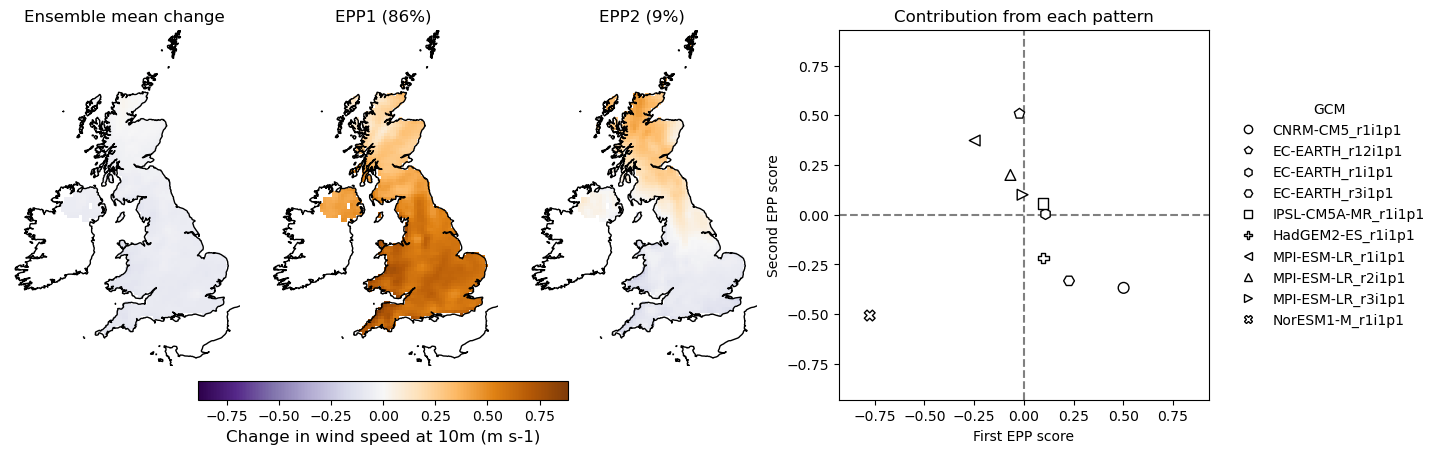 Ensemble mean change
EPP1 (86%)
EPP2 (9%)
Contribution from each pattern
0.75
0.50
0.25
0.00
−0.25
−0.50
−0.75
Second EPP score
−0.75 −0.50 −0.25 0.00 0.25 0.50 0.75
First EPP score
GCM
CNRM-CM5_r1i1p1
EC-EARTH_r12i1p1
EC-EARTH_r1i1p1
EC-EARTH_r3i1p1
IPSL-CM5A-MR_r1i1p1
HadGEM2-ES_r1i1p1
MPI-ESM-LR_r1i1p1
MPI-ESM-LR_r2i1p1
MPI-ESM-LR_r3i1p1
NorESM1-M_r1i1p1
−0.75 −0.50 −0.25 0.00 0.25 0.50 0.75
Change in wind speed at 10m (m s-1)